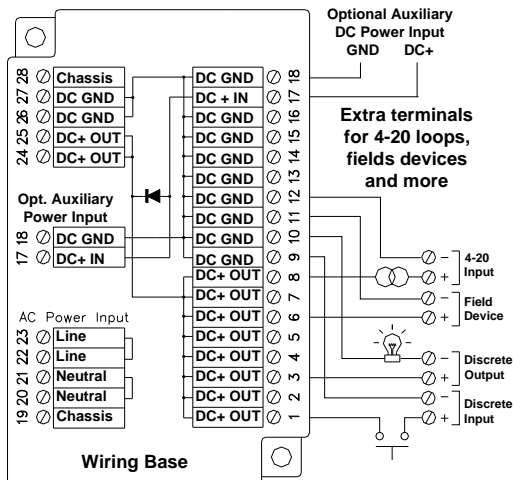 Optional Auxiliary
DC Power Input
GND DC+
28 Chassis
27 DC GND
26 DC GND
25 DC+ OUT
24 DC+ OUT
Opt. Auxiliary
Power Input
18 DC GND
17 DC+ IN
AC Power Input
23 Line
22 Line
21 Neutral
20 Neutral
19 Chassis
DC GND 18
DC + IN 17
DC GND 16
DC GND 15
DC GND 14
DC GND 13
DC GND 12
DC GND 11
DC GND 10
DC GND 9
DC+ OUT 8
DC+ OUT 7
DC+ OUT 6
DC+ OUT 5
DC+ OUT 4
DC+ OUT 3
DC+ OUT 2
DC+ OUT 1
Extra terminals
for 4-20 loops,
fields devices
and more
− 4-20
+ Input
− Field
+ Device
− Discrete
+ Output
− Discrete
+ Input
Wiring Base